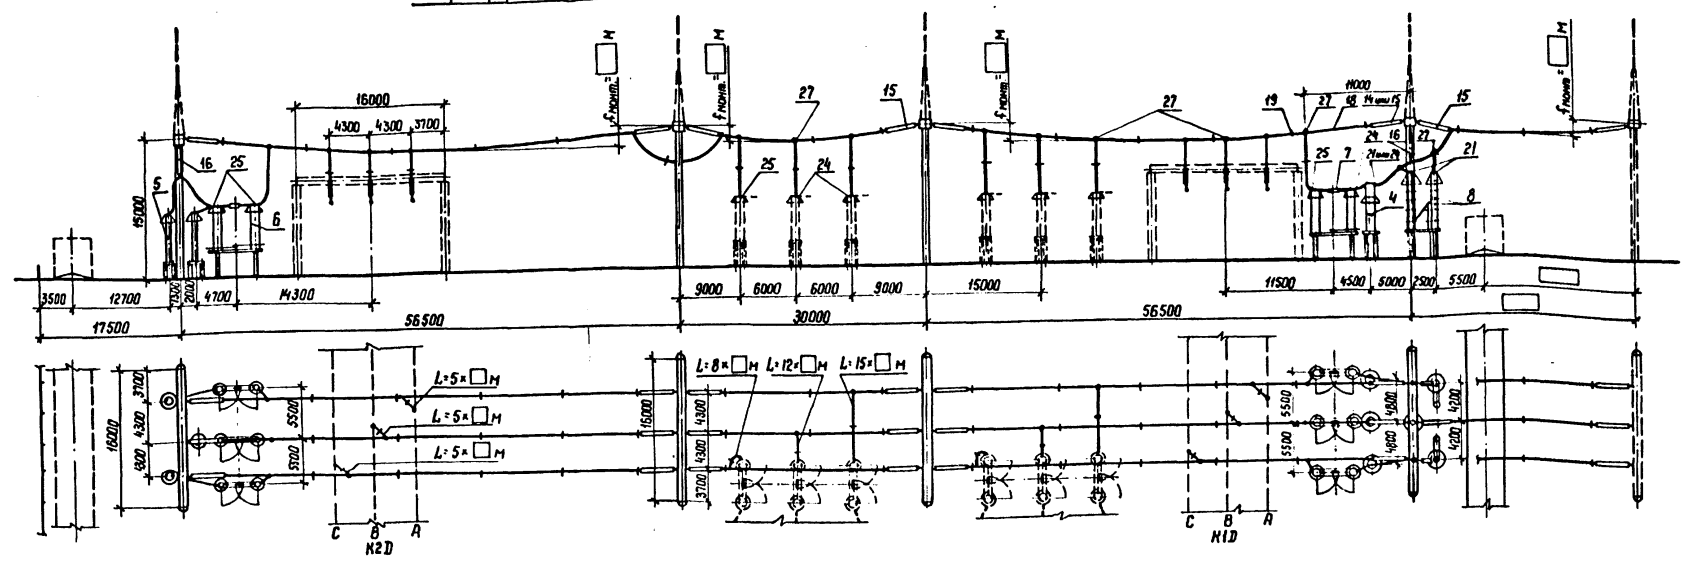 f монт. = М
f монт. = М
f монт. = М
f монт. = М
16000
4300 4300 3700
27 15 27 19 27 18 14 или 15 15
11000
24 16 27
16 25 25 24 25 7 21 или 24 21
5 6 4 8
15000
3500 12700 1500 2000 4700 14300 9000 6000 6000 9000 15000 11500 4500 5000 2500 5500
17500 56500 30000 56500
L=5× М
L=5× М
L=5× М
L=8× М L=12× М L=15× М
16000 3700 4300 4300
5500 5500
16000 4300 4300 3700
5500 5500 4800 4800 4200 4200
С В А
К2D
С В А
К1D